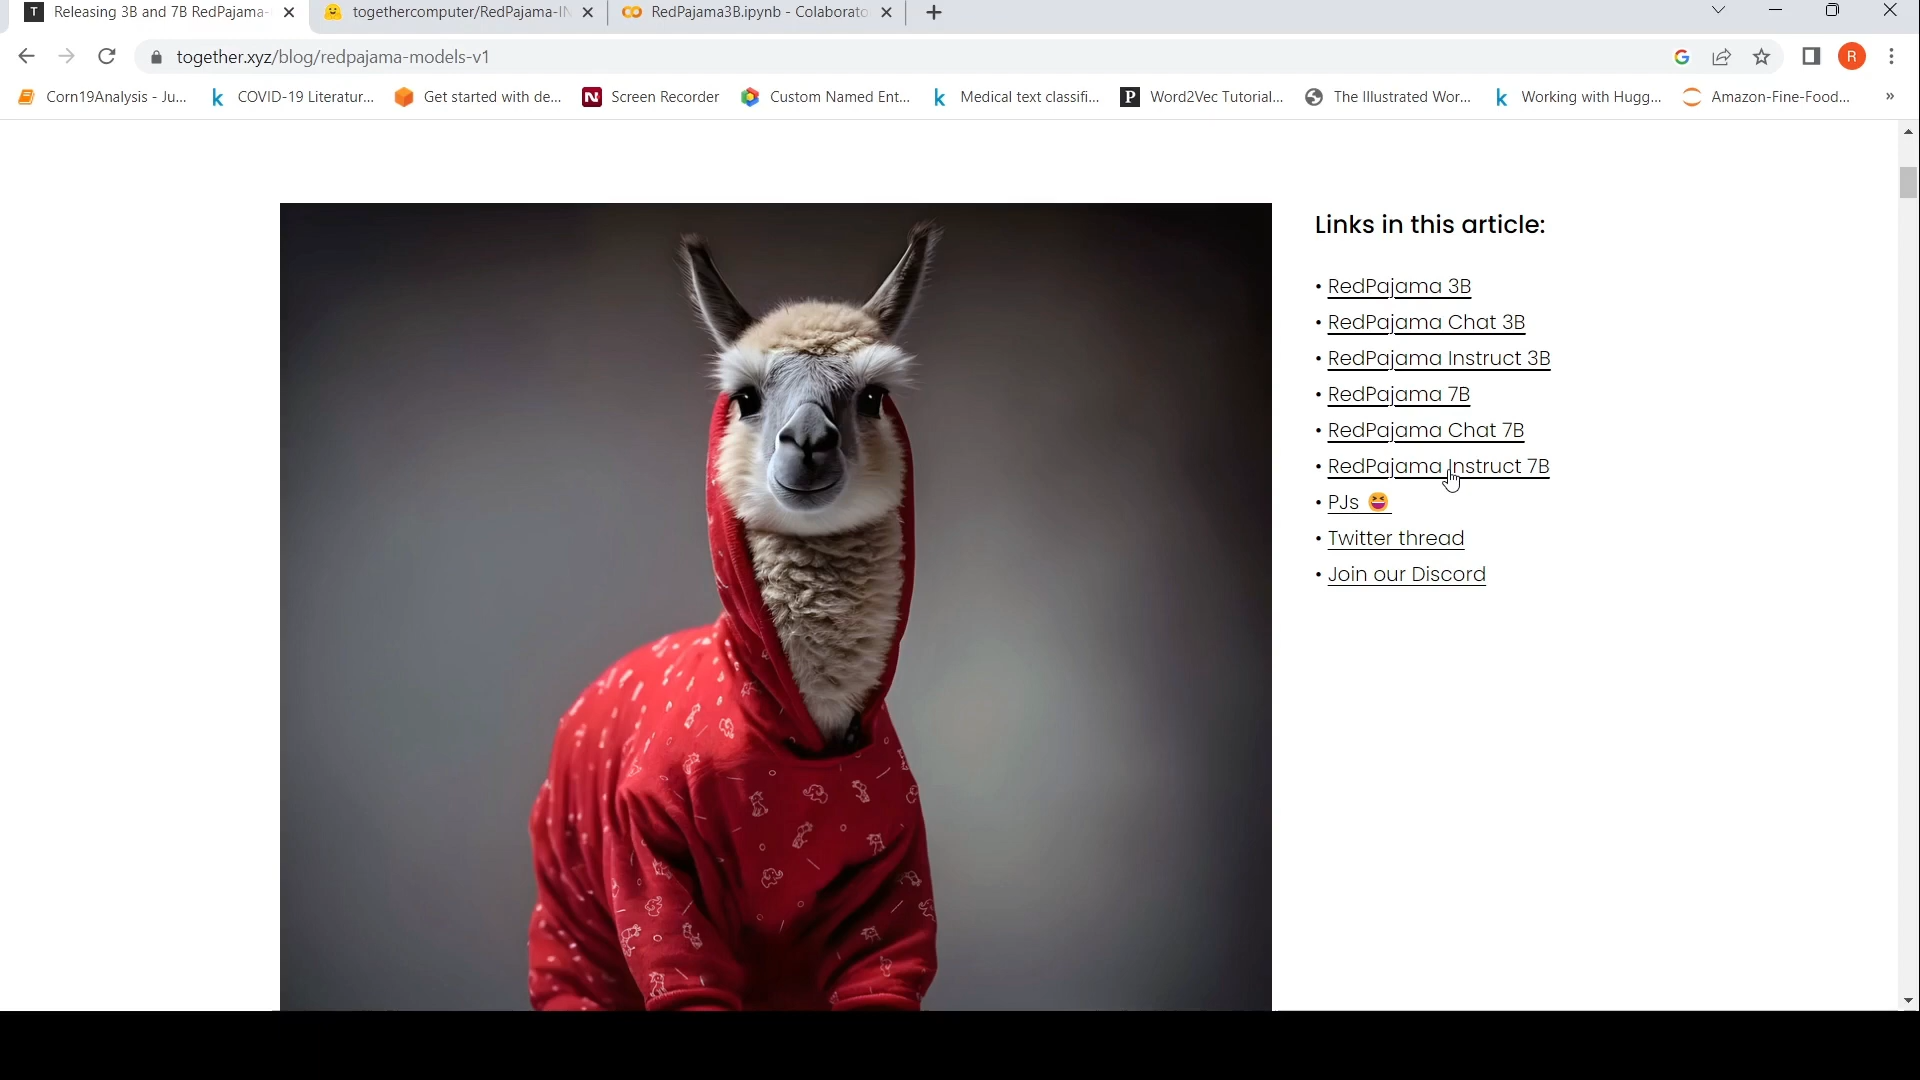 T Releasing 3B and 7B RedPajama-
togethercomputer/RedPajama-IN
RedPajama3B.ipynb - Colaborato
together.xyz/blog/redpajama-models-v1
R
Corn19Analysis - Ju...
COVID-19 Literatur...
Get started with de...
Screen Recorder
Custom Named Ent...
Medical text classifi...
Word2Vec Tutorial...
The Illustrated Wor...
Working with Hugg...
Amazon-Fine-Food...
»
Links in this article:
• RedPajama 3B
• RedPajama Chat 3B
• RedPajama Instruct 3B
• RedPajama 7B
• RedPajama Chat 7B
• RedPajama Instruct 7B
• PJs 😆
• Twitter thread
• Join our Discord